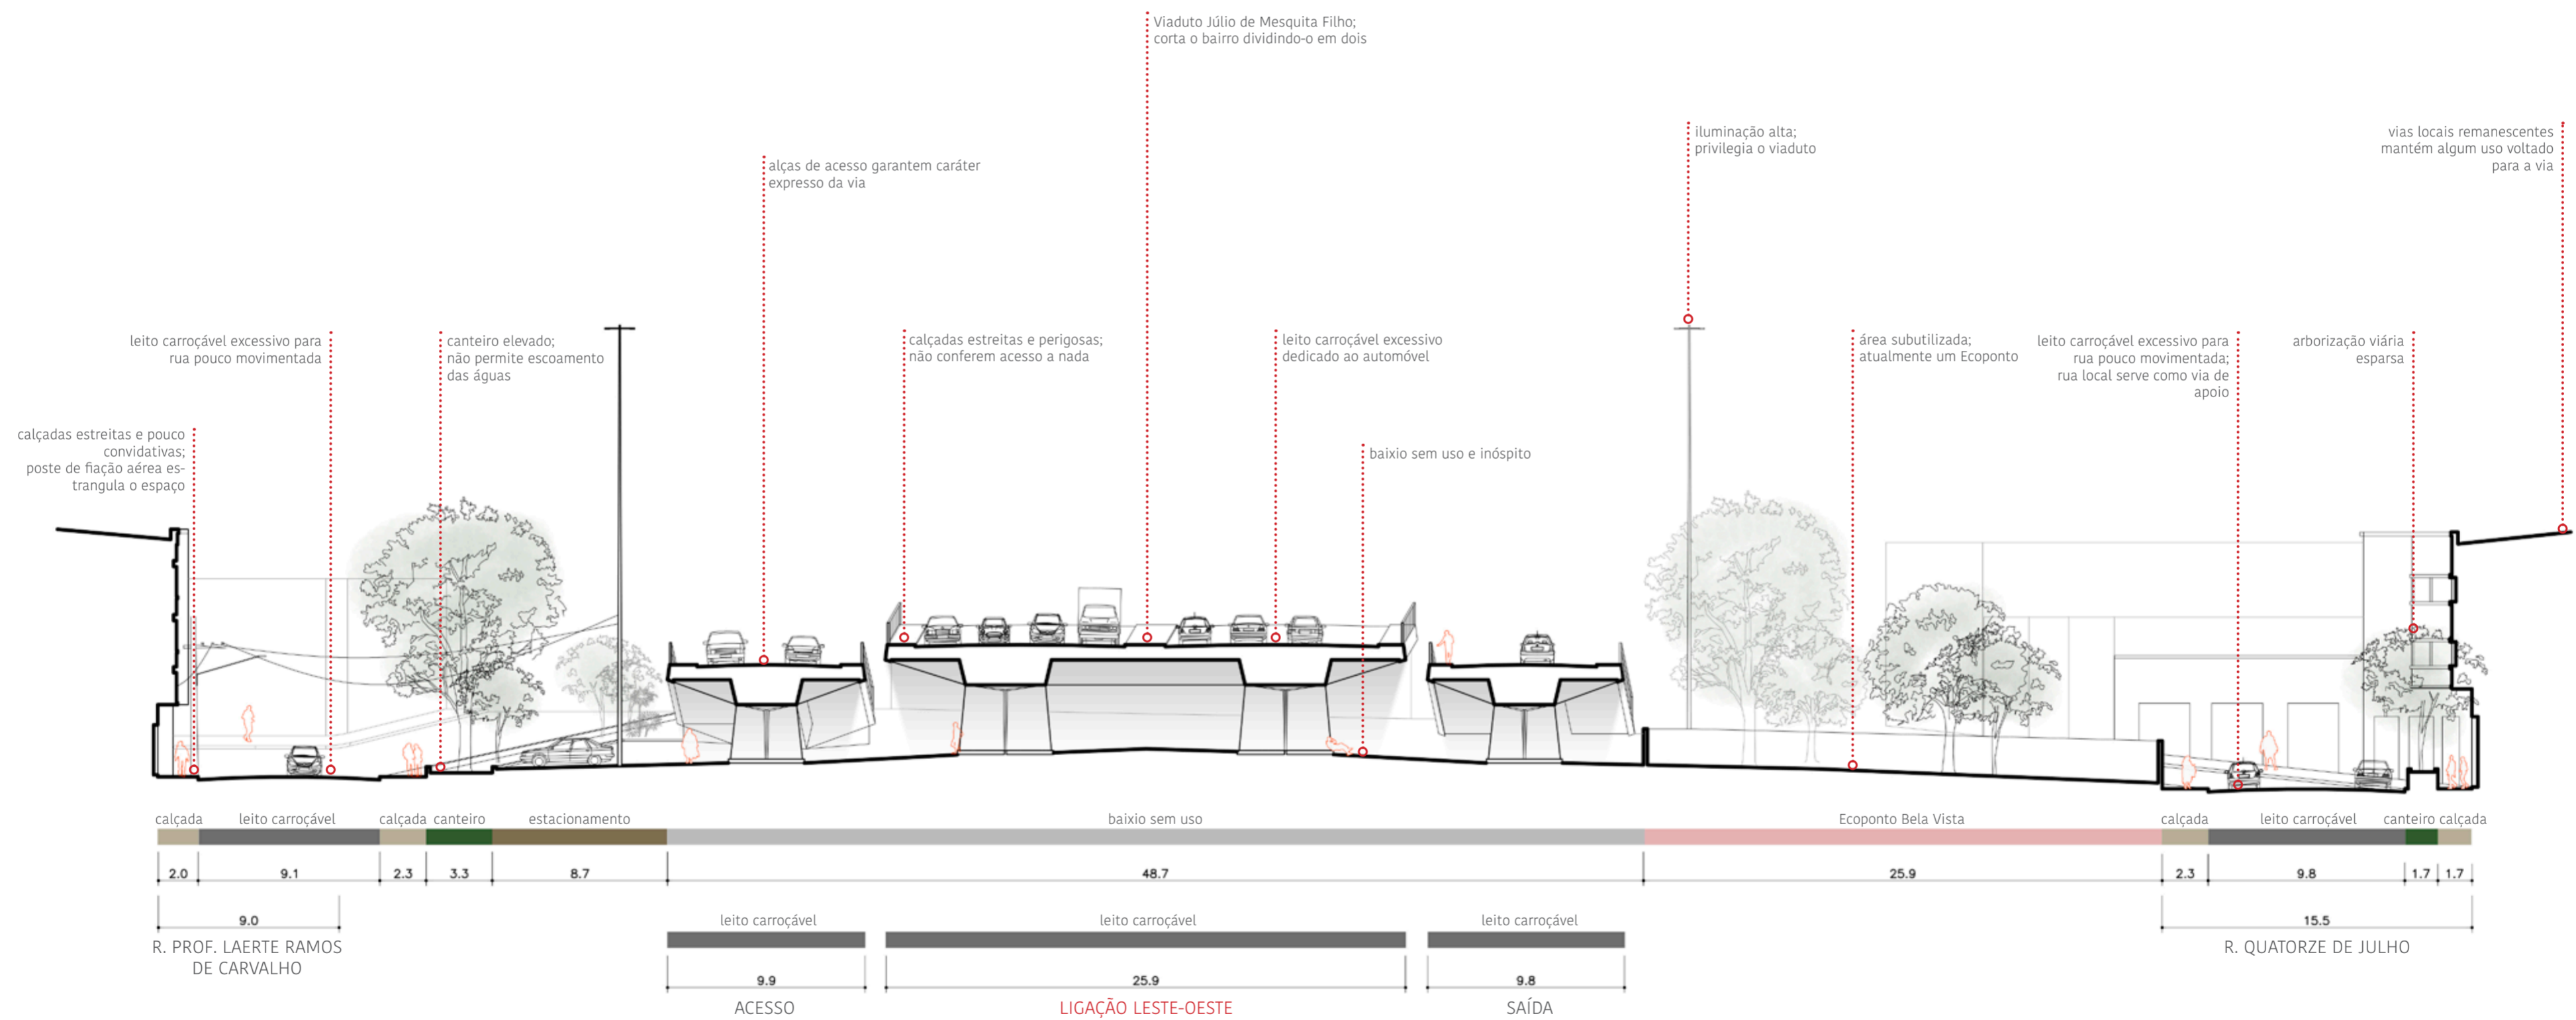 Viaduto Júlio de Mesquita Filho;
corta o bairro dividindo-o em dois
iluminação alta;
privilegia o viaduto
vias locais remanescentes
mantém algum uso voltado
para a via
alças de acesso garantem caráter
expresso da via
leito carroçável excessivo para
rua pouco movimentada
canteiro elevado;
não permite escoamento
das águas
calçadas estreitas e perigosas;
não conferem acesso a nada
leito carroçável excessivo
dedicado ao automóvel
área subutilizada;
atualmente um Ecoponto
leito carroçável excessivo para
rua pouco movimentada;
rua local serve como via de
apoio
arborização viária
esparsa
calçadas estreitas e pouco
convidativas;
poste de fiação aérea es-
trangula o espaço
baixio sem uso e inóspito
calçada
leito carroçável
calçada
canteiro
estacionamento
baixio sem uso
Ecoponto Bela Vista
calçada
leito carroçável
canteiro
calçada
2.0
9.1
2.3
3.3
8.7
48.7
25.9
2.3
9.8
1.7
1.7
9.0
R. PROF. LAERTE RAMOS
DE CARVALHO
15.5
R. QUATORZE DE JULHO
leito carroçável
9.9
ACESSO
leito carroçável
25.9
LIGAÇÃO LESTE-OESTE
leito carroçável
9.8
SAÍDA